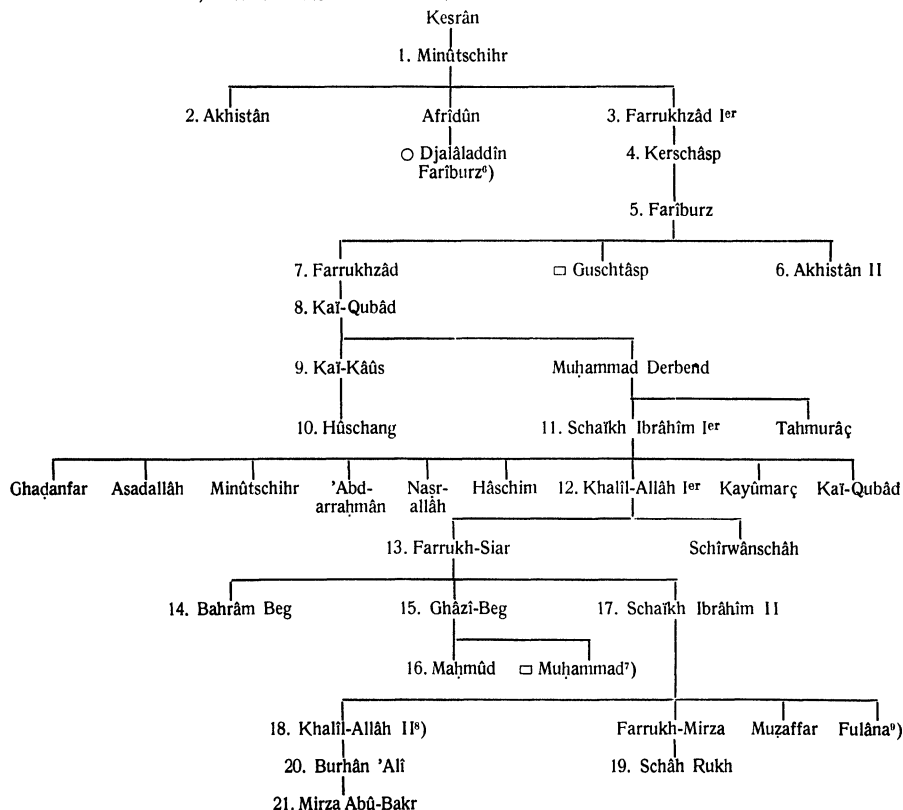 Kesrân
1. Minûtschihr
2. Akhistân Afrîdûn 3. Farrukhzâd Iᵉʳ
○ Djalâladdîn 4. Kerschâsp
Farîburz⁶)
5. Farîburz
7. Farrukhzâd □ Guschtâsp 6. Akhistân II
8. Kaï-Qubâd
9. Kaï-Kâûs Muḥammad Derbend
10. Hûschang 11. Schaïkh Ibrâhîm Iᵉʳ Tahmurâç
Ghaḍanfar Asadallâh Minûtschihr 'Abd- Naṣr- Hâschim 12. Khalîl-Allâh Iᵉʳ Kayûmarç Kaï-Qubâd
arraḥmân allâh
13. Farrukh-Siar Schîrwânschâh
14. Bahrâm Beg 15. Ghâzî-Beg 17. Schaïkh Ibrâhîm II
16. Maḥmûd □ Muḥammad⁷)
18. Khalîl-Allâh II⁸) Farrukh-Mirza Muẓaffar Fulâna⁹)
20. Burhân 'Alî 19. Schâh Rukh
21. Mirza Abû-Bakr